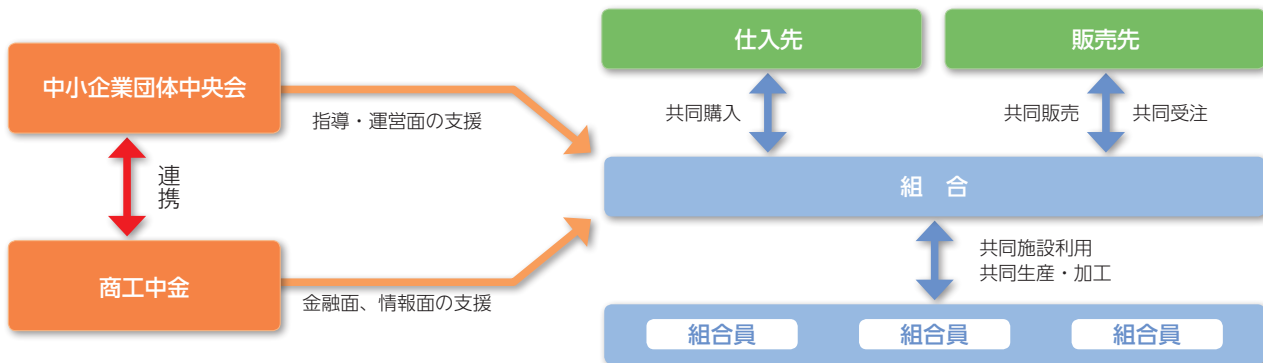 仕入先
販売先
中小企業団体中央会
指導・運営面の支援
共同購入
共同販売
共同受注
連携
組 合
商工中金
金融面、情報面の支援
共同施設利用
共同生産・加工
組合員
組合員
組合員